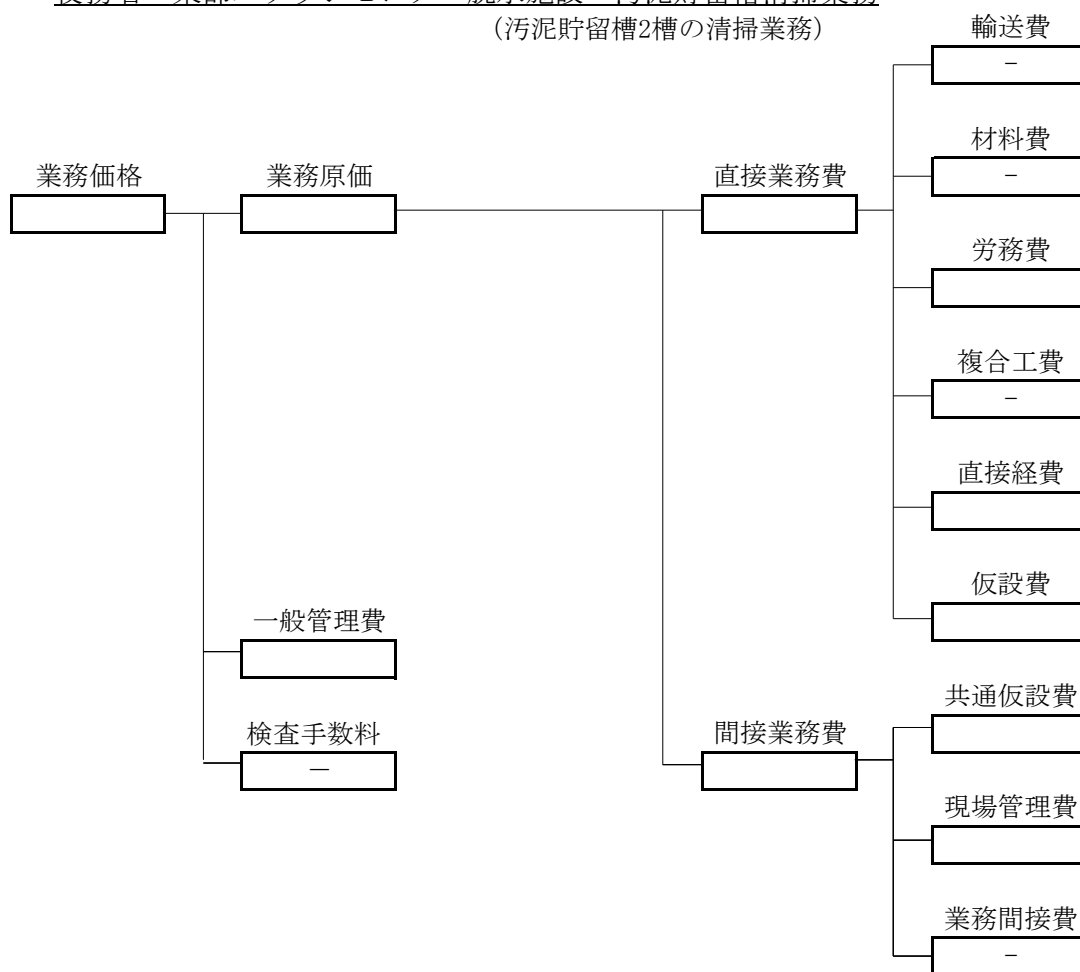 (汚泥貯留槽2槽の清掃業務)
輸送費
－
材料費
－
業務価格 業務原価 直接業務費
労務費
複合工費
－
直接経費
仮設費
一般管理費
共通仮設費
検査手数料 間接業務費
－
現場管理費
業務間接費
－